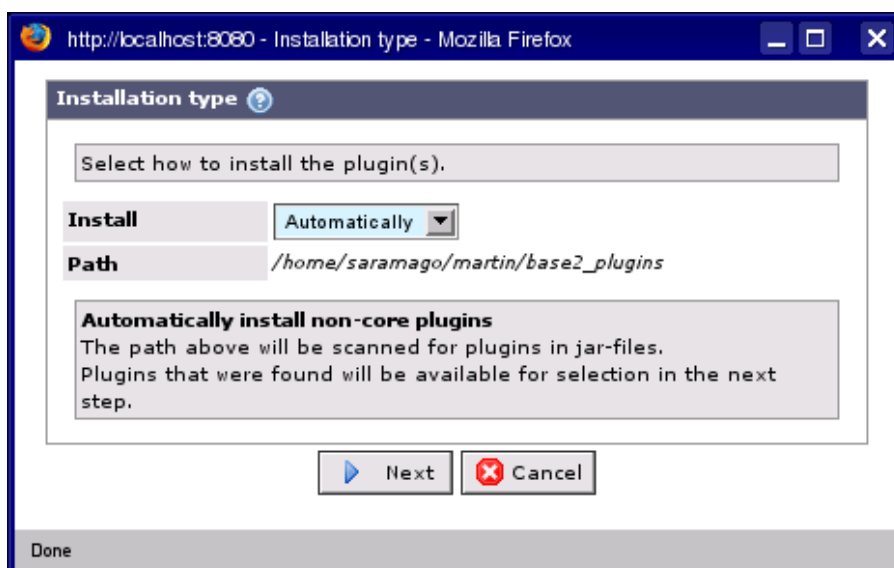 http://localhost:8080 - Installation type - Mozilla Firefox
Installation type ?
Select how to install the plugin(s).
Install Automatically
Path /home/saramago/martin/base2_plugins
Automatically install non-core plugins
The path above will be scanned for plugins in jar-files.
Plugins that were found will be available for selection in the next
step.
Next Cancel
Done